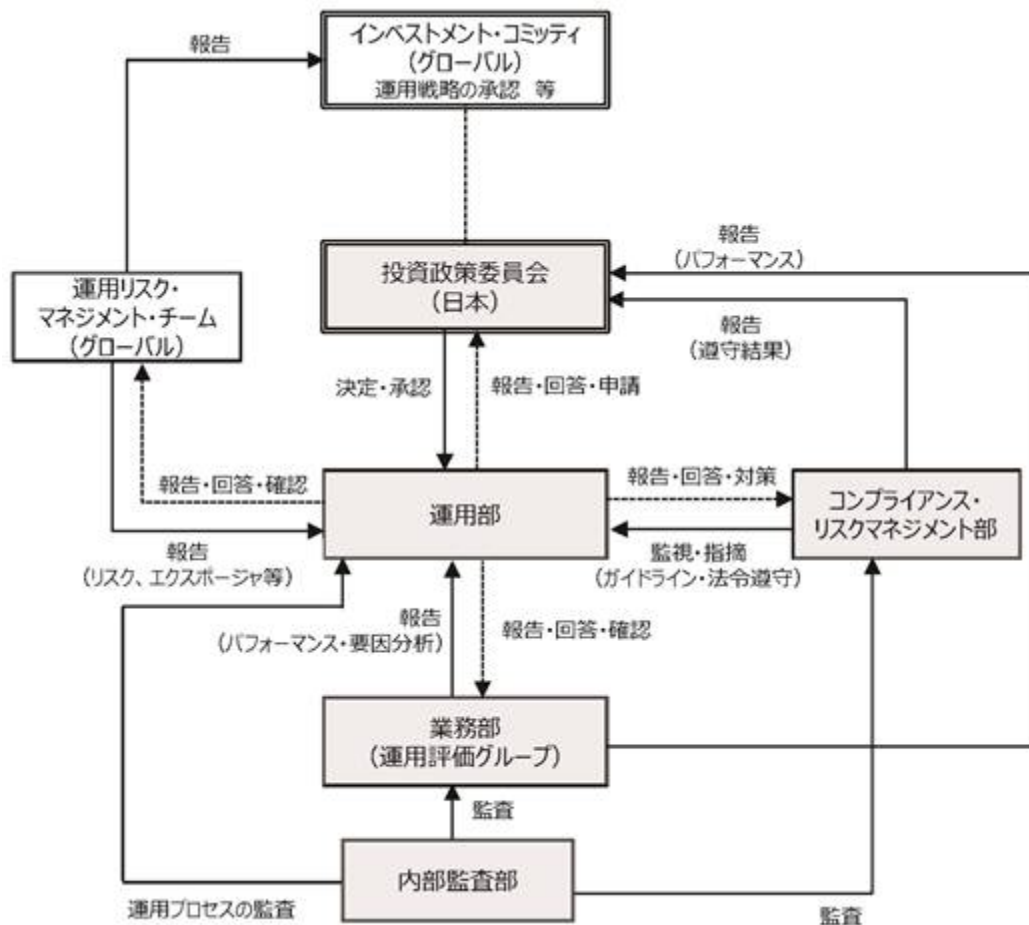 報告
インベストメント・コミッティ
(グローバル)
運用戦略の承認 等
報告
(パフォーマンス)
投資政策委員会
(日本)
運用リスク・
マネジメント・チーム
(グローバル)
報告
(遵守結果)
決定・承認
報告・回答・申請
報告・回答・確認
運用部
報告・回答・対策
コンプライアンス・
リスクマネジメント部
報告
(リスク、エクスポージャ等)
監視・指摘
(ガイドライン・法令遵守)
報告
(パフォーマンス・要因分析)
報告・回答・確認
業務部
(運用評価グループ)
監査
内部監査部
運用プロセスの監査
監査